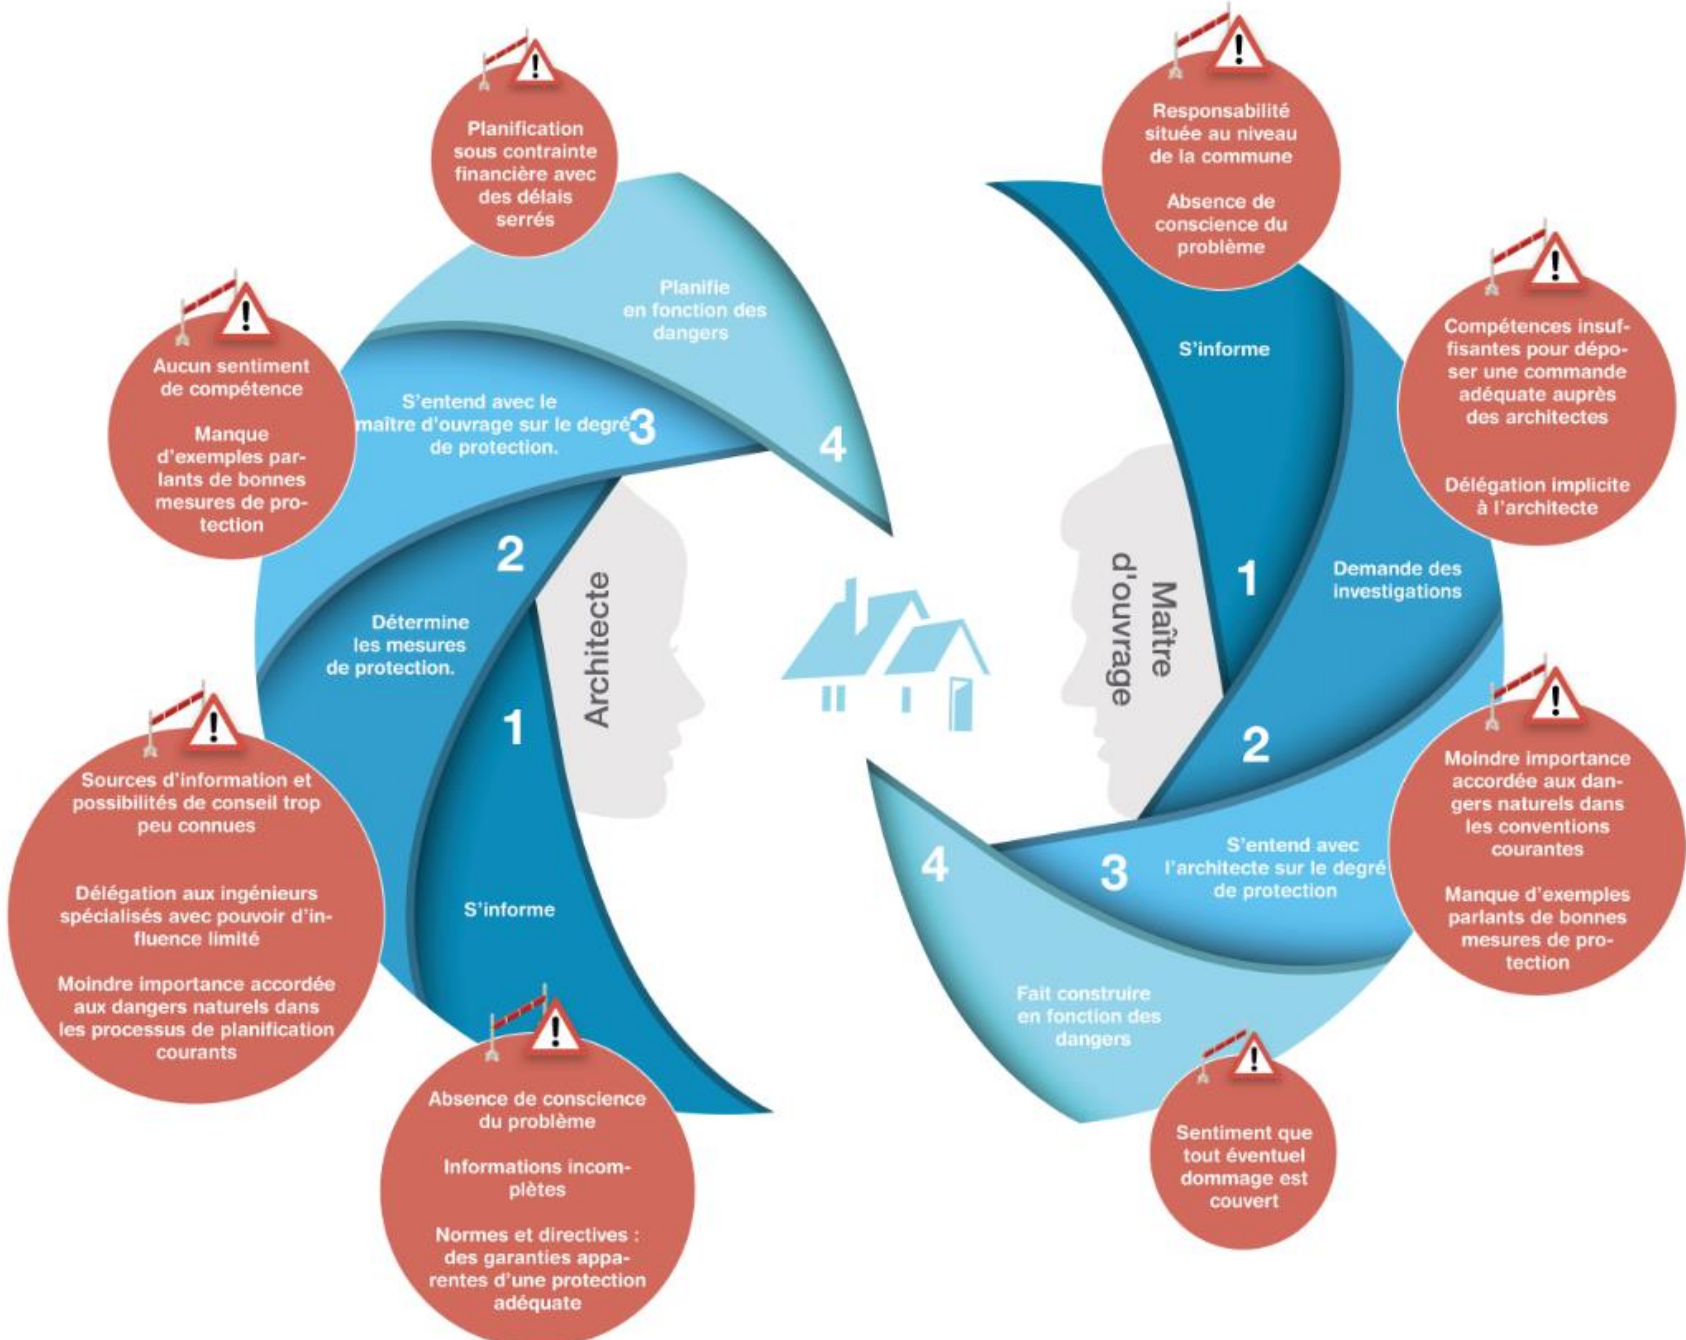 Planification
sous contrainte
financière avec
des délais
serrés
Aucun sentiment
de compétence
Manque
d'exemples par-
lants de bonnes
mesures de pro-
tection
Sources d'information et
possibilités de conseil trop
peu connues
Délégation aux ingénieurs
spécialisés avec pouvoir d'in-
fluence limité
Moindre importance accordée
aux dangers naturels dans
les processus de planification
courants
Absence de conscience
du problème
Informations incom-
plètes
Normes et directives :
des garanties appa-
rentes d'une protection
adéquate
Planifie
en fonction des
dangers
4
S'entend avec le
maître d'ouvrage sur le degré
de protection.
3
2
Détermine
les mesures
de protection.
1
S'informe
Architecte
Maître
d'ouvrage
S'informe
1
Demande des
investigations
2
S'entend avec
l'architecte sur le degré
de protection
3
4
Fait construire
en fonction des
dangers
Responsabilité
située au niveau
de la commune
Absence de
conscience du
problème
Compétences insuf-
fisantes pour dépo-
ser une commande
adéquate auprès
des architectes
Délégation implicite
à l'architecte
Moindre importance
accordée aux dan-
gers naturels dans
les conventions
courantes
Manque d'exemples
parlants de bonnes
mesures de pro-
tection
Sentiment que
tout éventuel
dommage est
couvert